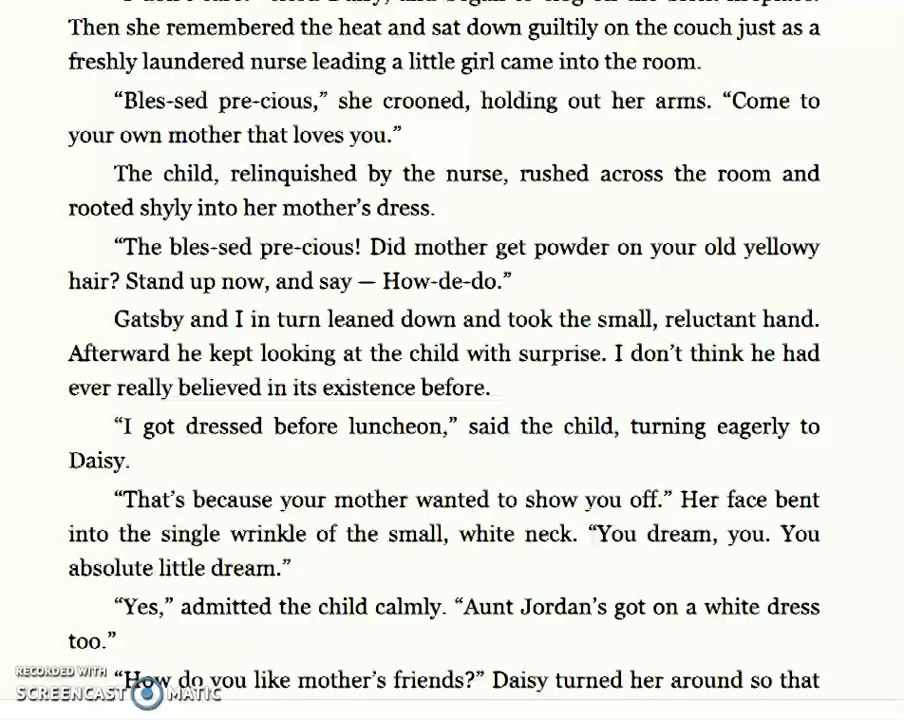 Then she remembered the heat and sat down guiltily on the couch just as a
freshly laundered nurse leading a little girl came into the room.
“Bles-sed pre-cious,” she crooned, holding out her arms. “Come to
your own mother that loves you.”
The child, relinquished by the nurse, rushed across the room and
rooted shyly into her mother’s dress.
“The bles-sed pre-cious! Did mother get powder on your old yellowy
hair? Stand up now, and say — How-de-do.”
Gatsby and I in turn leaned down and took the small, reluctant hand.
Afterward he kept looking at the child with surprise. I don’t think he had
ever really believed in its existence before.
“I got dressed before luncheon,” said the child, turning eagerly to
Daisy.
“That’s because your mother wanted to show you off.” Her face bent
into the single wrinkle of the small, white neck. “You dream, you. You
absolute little dream.”
“Yes,” admitted the child calmly. “Aunt Jordan’s got on a white dress
too.”
“How do you like mother’s friends?” Daisy turned her around so that
RECORDED WITH
SCREENCAST MATIC